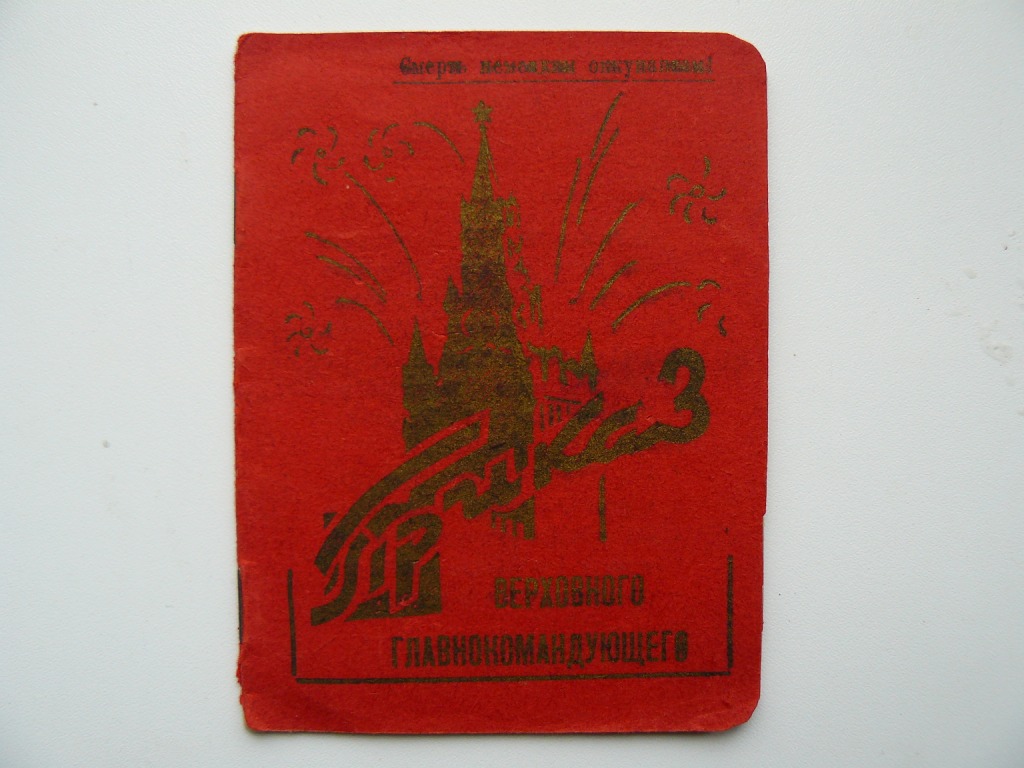 Смерть немецким оккупантам!
Приказ
ВЕРХОВНОГО
ГЛАВНОКОМАНДУЮЩЕГО